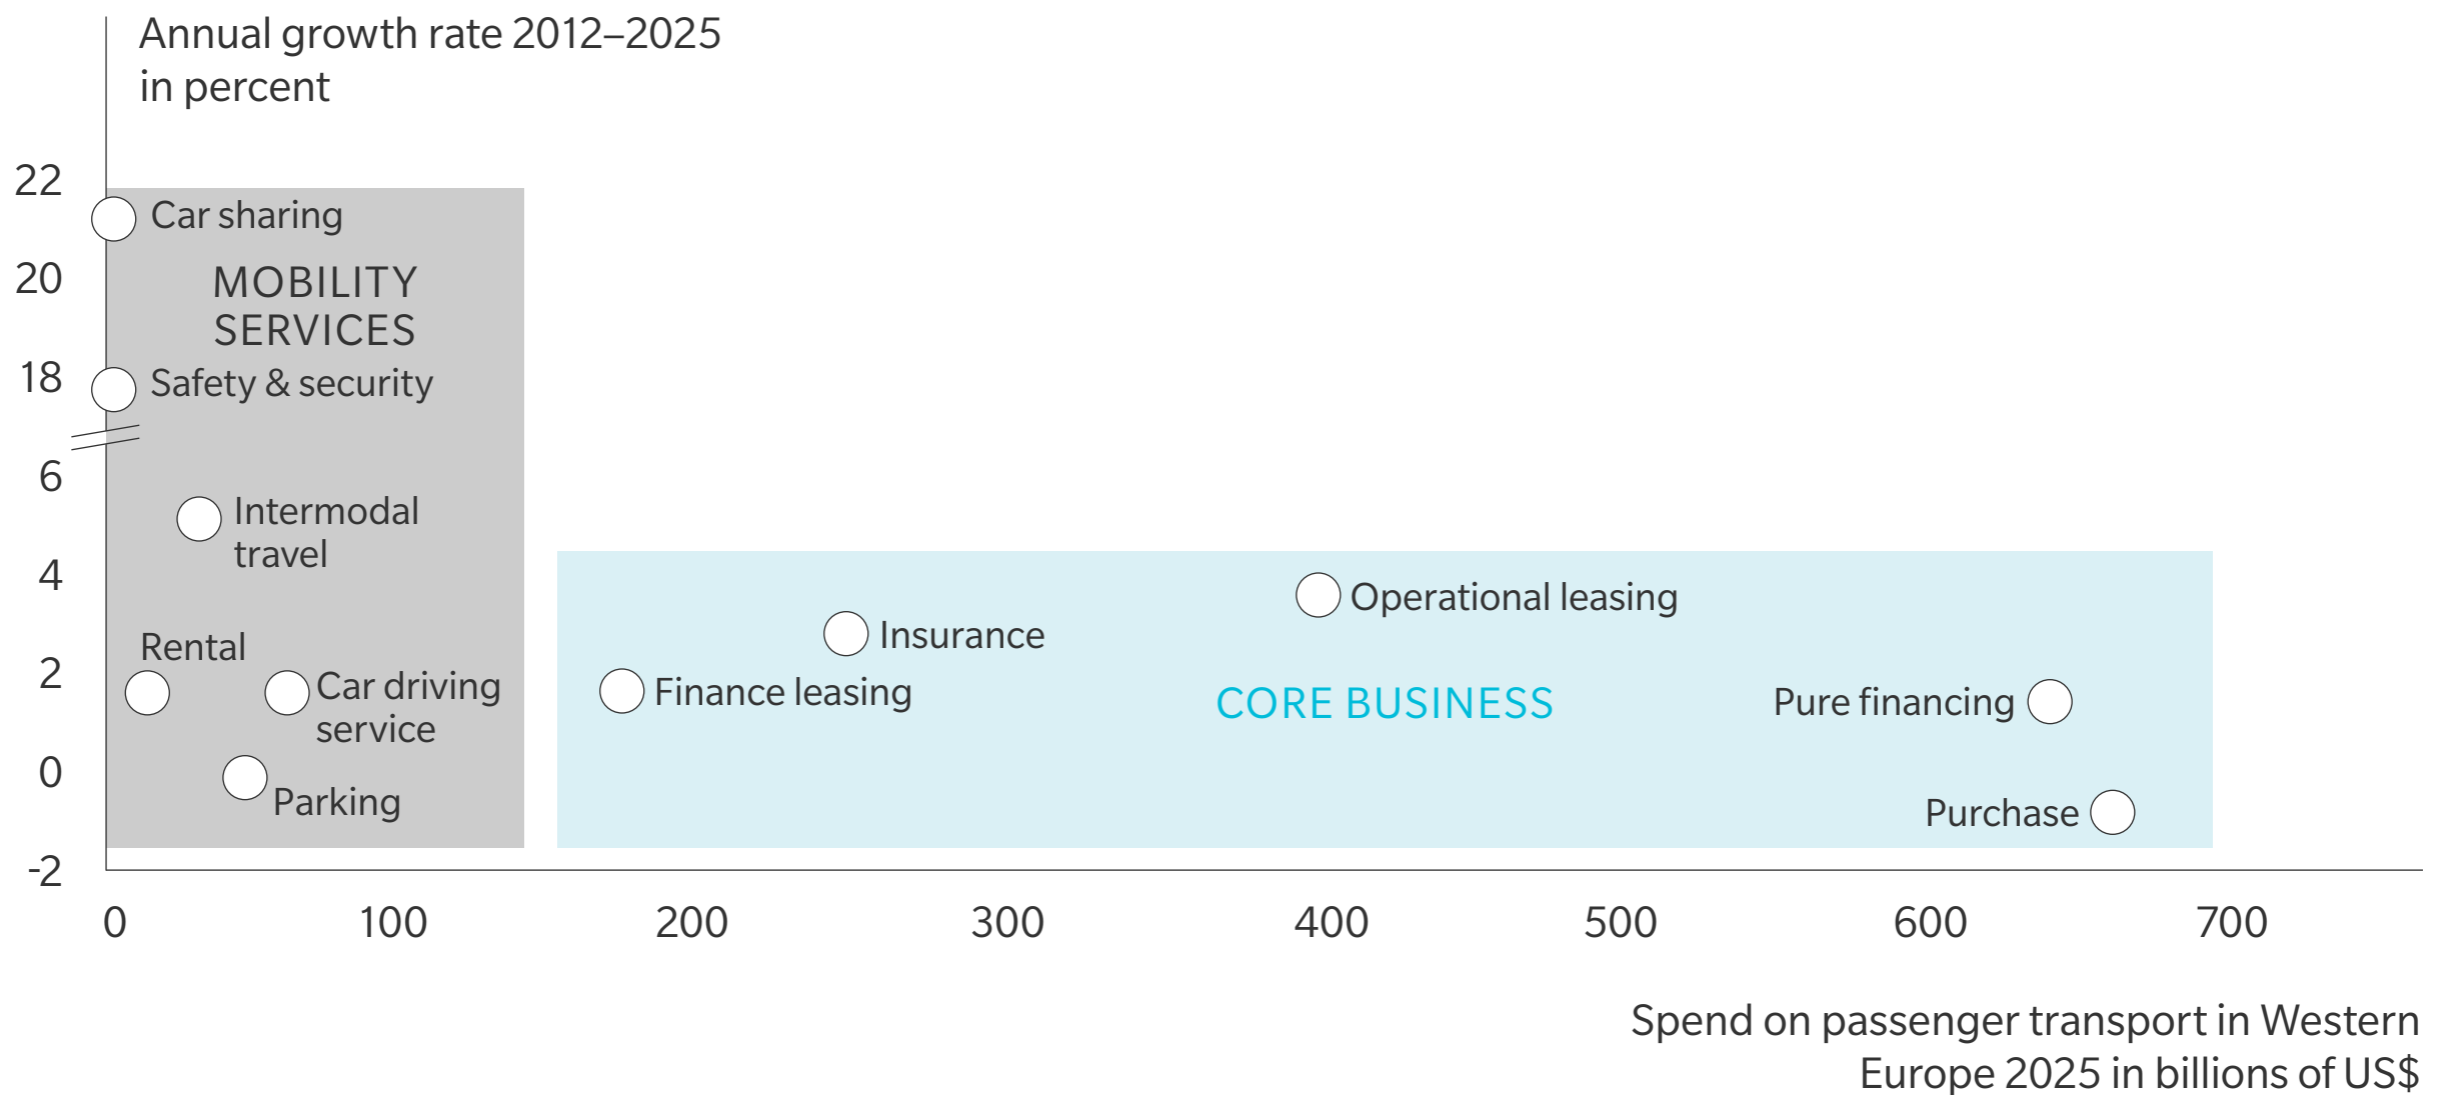 Annual growth rate 2012–2025
in percent
22
Car sharing
20
MOBILITY
SERVICES
18
Safety & security
6
Intermodal
travel
4
Operational leasing
Insurance
Rental
2
Car driving
service
Finance leasing
CORE BUSINESS
Pure financing
0
Parking
Purchase
-2
0 100 200 300 400 500 600 700
Spend on passenger transport in Western
Europe 2025 in billions of US$